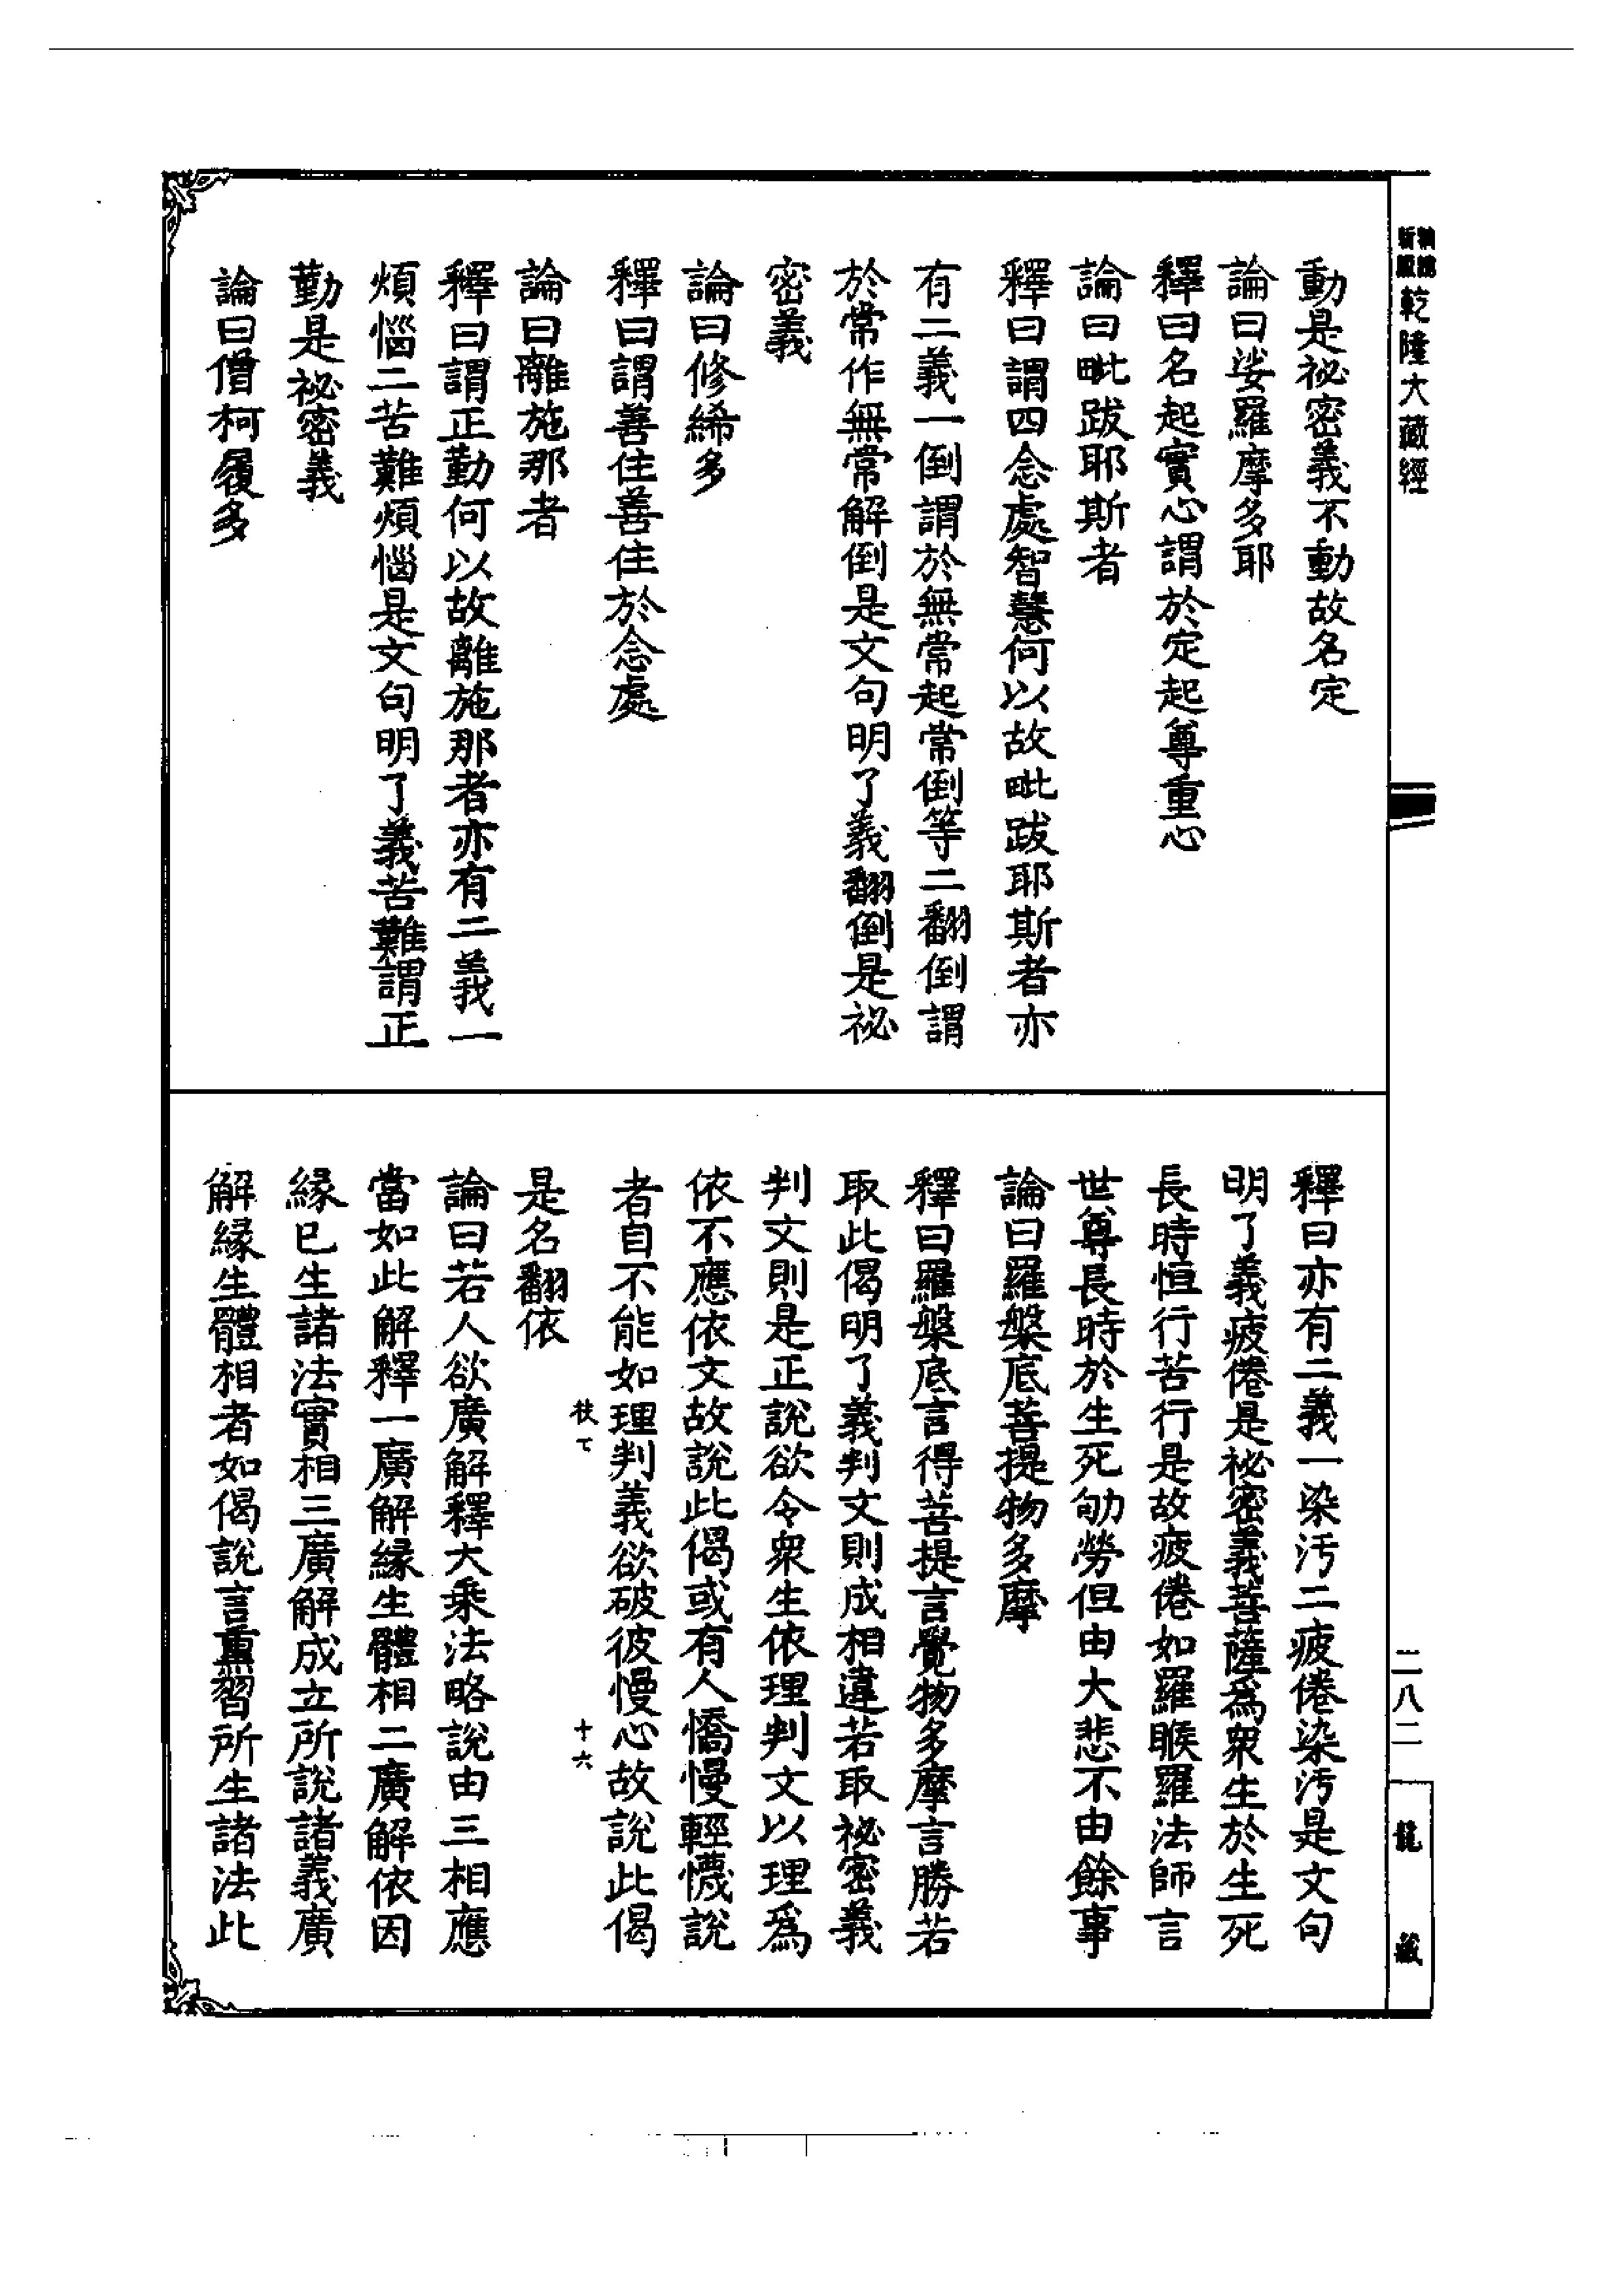 乾隆大藏經
動是祕密義不動故名定
論曰娑羅摩多耶
釋曰名起實心謂於定起尊重心
論曰毗跋耶斯者
釋曰謂四念處智慧何以故毗跋耶斯者亦
有二義一倒謂於無常起常倒等二翻倒謂
於常作無常解倒是文句明了義翻倒是祕
密義
論曰修絺多
釋曰謂善住善住於念處
論曰離施那者
釋曰謂正勤何以故離施那者亦有二義一
煩惱二苦難煩惱是文句明了義苦難謂正
勤是祕密義
論曰僧柯履多
釋曰亦有二義一染污二疲倦染污是文句
明了義疲倦是祕密義菩薩爲衆生於生死
長時恒行苦行是故疲倦如羅睺羅法師言
世尊長時於生死劬勞但由大悲不由餘事
論曰羅槃底菩提物多摩
釋曰羅槃底言得菩提言覺物多摩言勝若
取此偈明了義判文則成相違若取祕密義
判文則是正說欲令衆生依理判文以理爲
依不應依文故說此偈或有人憍慢輕懱說
者自不能如理判義欲破彼慢心故說此偈
十六
是名翻依
論曰若人欲廣解釋大乘法略說由三相應
當如此解釋一廣解緣生體相二廣解依因
緣已生諸法實相三廣解成立所說諸義廣
解緣生體相者如偈說言熏習所生諸法此
二八二
龍藏